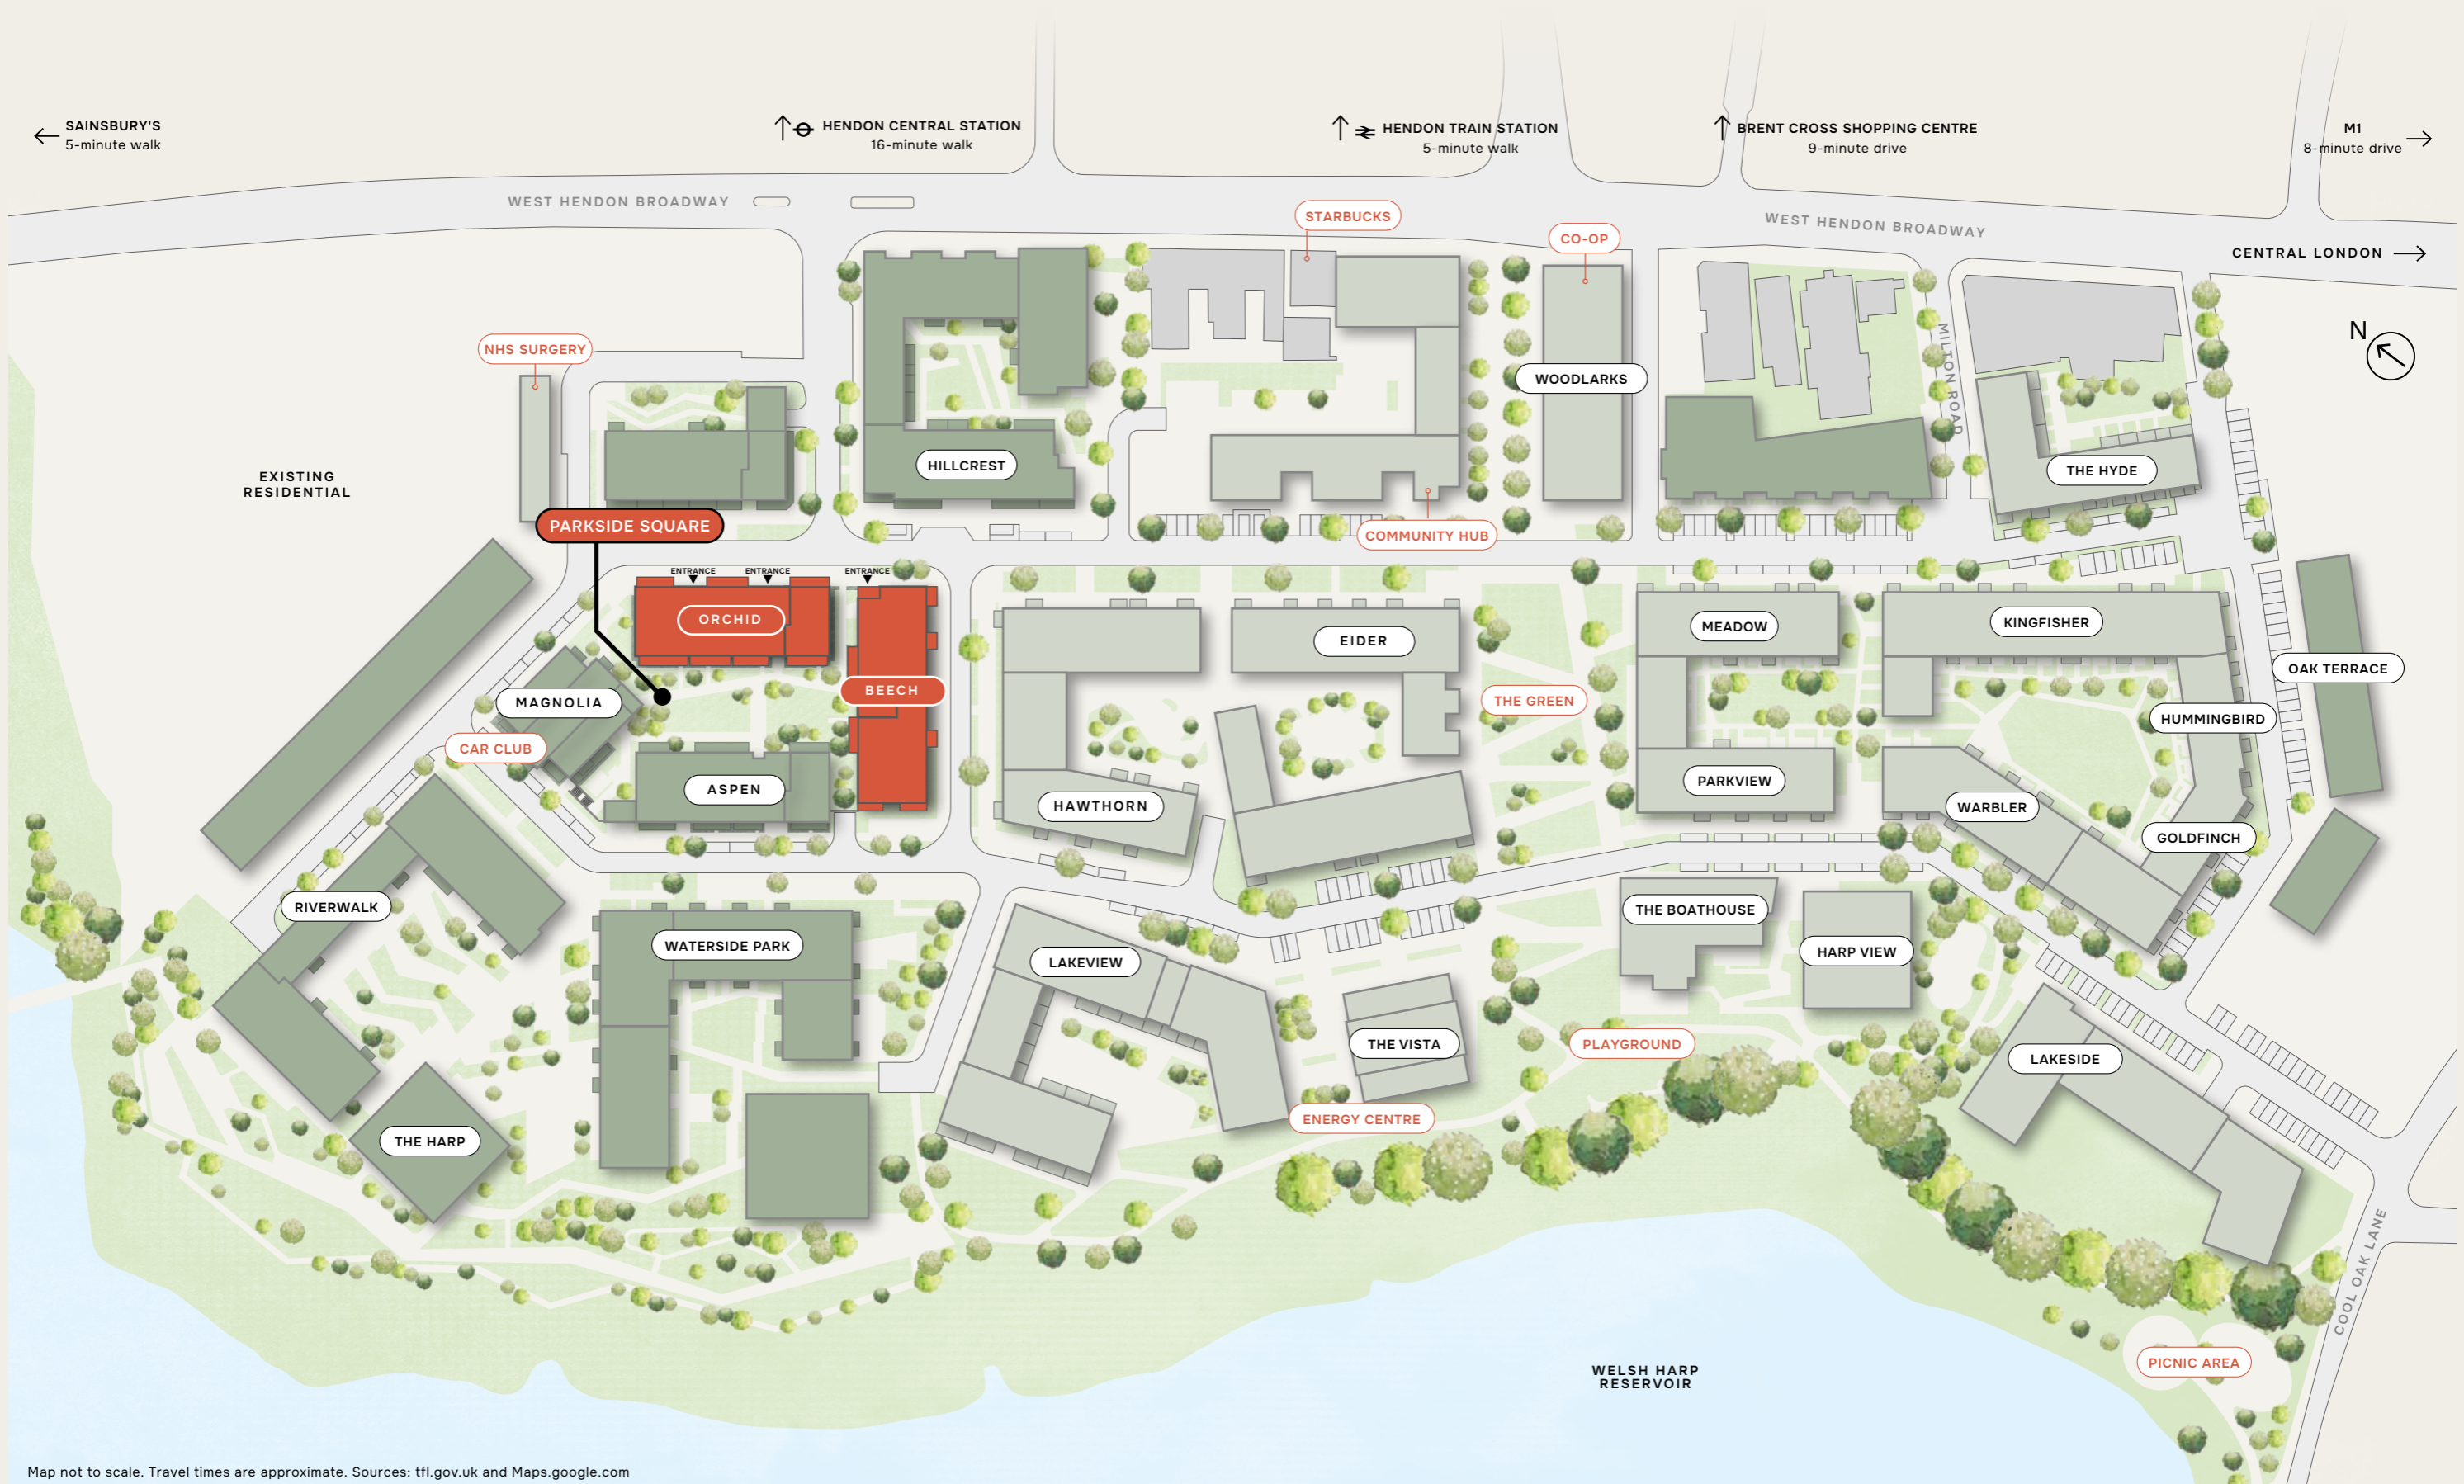 SAINSBURY'S
5-minute walk
HENDON CENTRAL STATION
16-minute walk
HENDON TRAIN STATION
5-minute walk
BRENT CROSS SHOPPING CENTRE
9-minute drive
M1
8-minute drive
WEST HENDON BROADWAY
STARBUCKS
CO-OP
WEST HENDON BROADWAY
CENTRAL LONDON
N
NHS SURGERY
WOODLARKS
MILTON ROAD
HILLCREST
THE HYDE
EXISTING
RESIDENTIAL
PARKSIDE SQUARE
COMMUNITY HUB
ENTRANCE
ENTRANCE
ENTRANCE
ORCHID
EIDER
MEADOW
KINGFISHER
OAK TERRACE
BEECH
MAGNOLIA
THE GREEN
HUMMINGBIRD
CAR CLUB
ASPEN
HAWTHORN
PARKVIEW
WARBLER
GOLDFINCH
RIVERWALK
THE BOATHOUSE
WATERSIDE PARK
LAKEVIEW
HARP VIEW
THE VISTA
PLAYGROUND
LAKESIDE
ENERGY CENTRE
THE HARP
COOL OAK LANE
PICNIC AREA
WELSH HARP
RESERVOIR
Map not to scale. Travel times are approximate. Sources: tfl.gov.uk and Maps.google.com